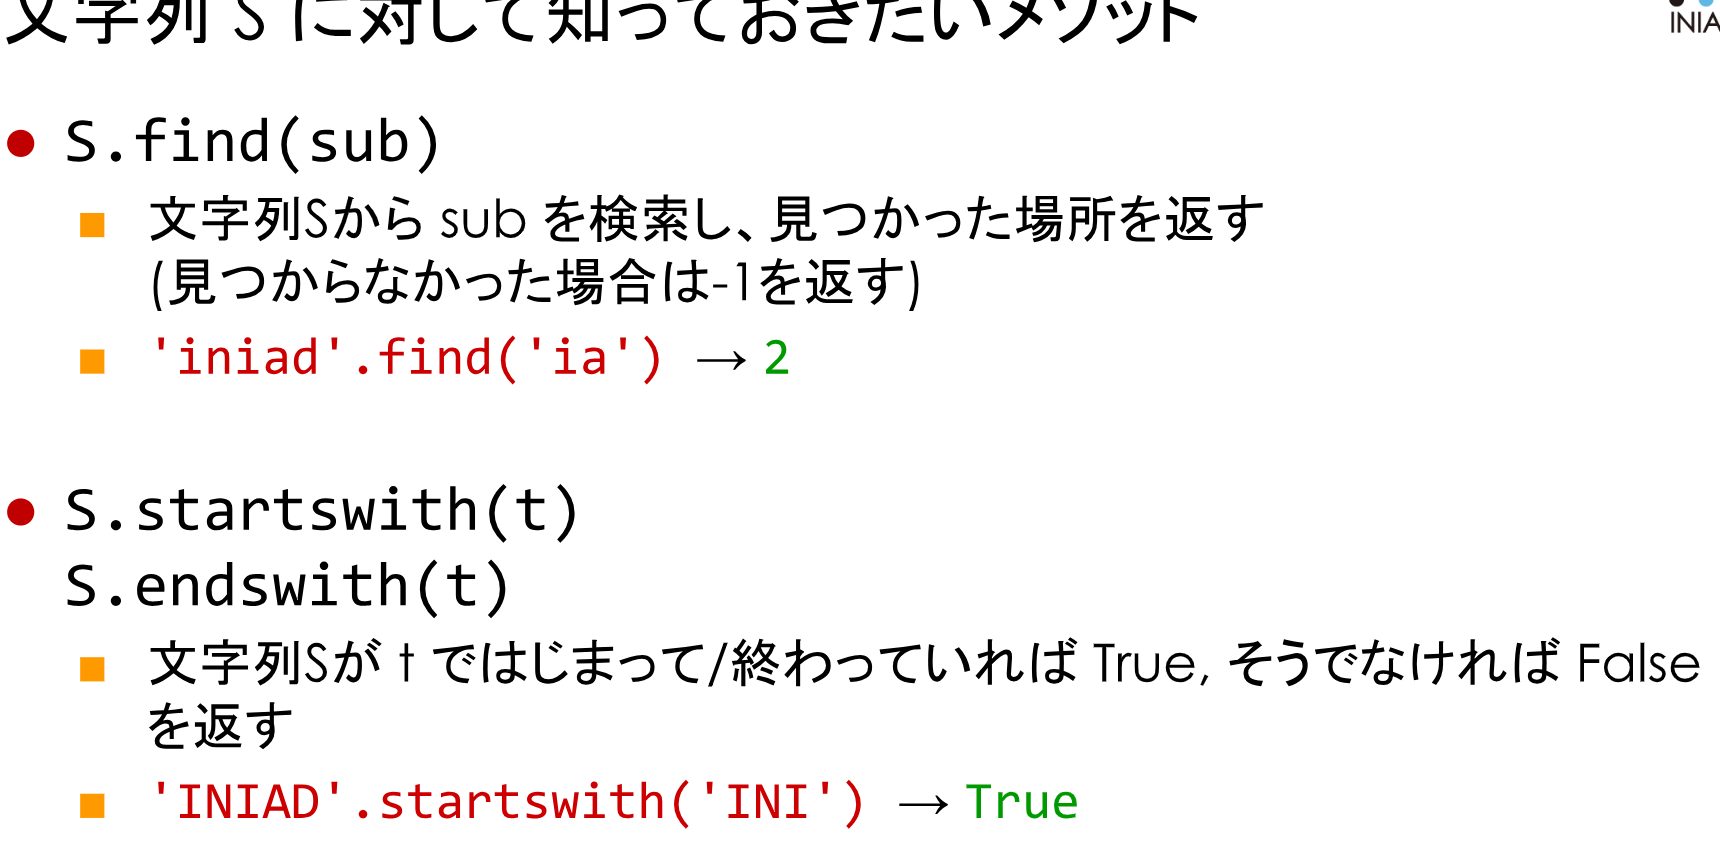 文字列 S に対して知っておきたいメソッド
INIA
● S.find(sub)
■ 文字列Sから sub を検索し、見つかった場所を返す
(見つからなかった場合は-1を返す)
■ 'iniad'.find('ia') → 2
● S.startswith(t)
S.endswith(t)
■ 文字列Sが t ではじまって/終わっていれば True, そうでなければ False
を返す
■ 'INIAD'.startswith('INI') → True